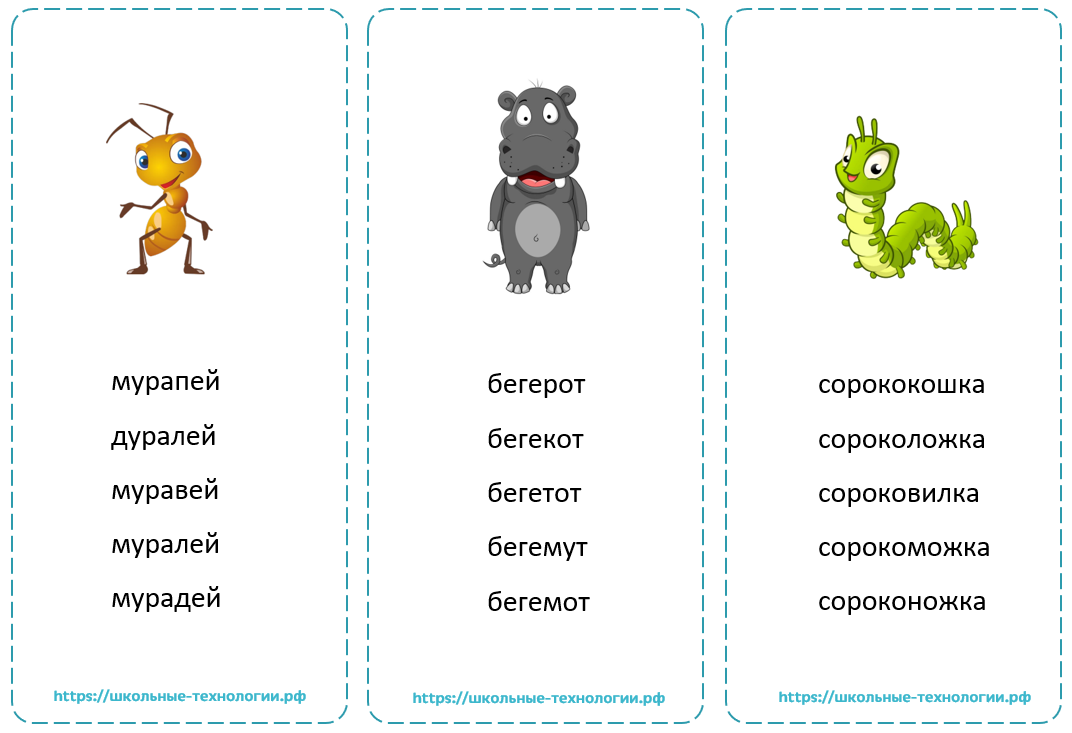 мурапей
дуралей
муравей
муралей
мурадей
https://школьные-технологии.рф
бегерот
бегекот
бегетот
бегемут
бегемот
https://школьные-технологии.рф
сорококошка
сороколожка
сороковилка
сорокоможка
сороконожка
https://школьные-технологии.рф